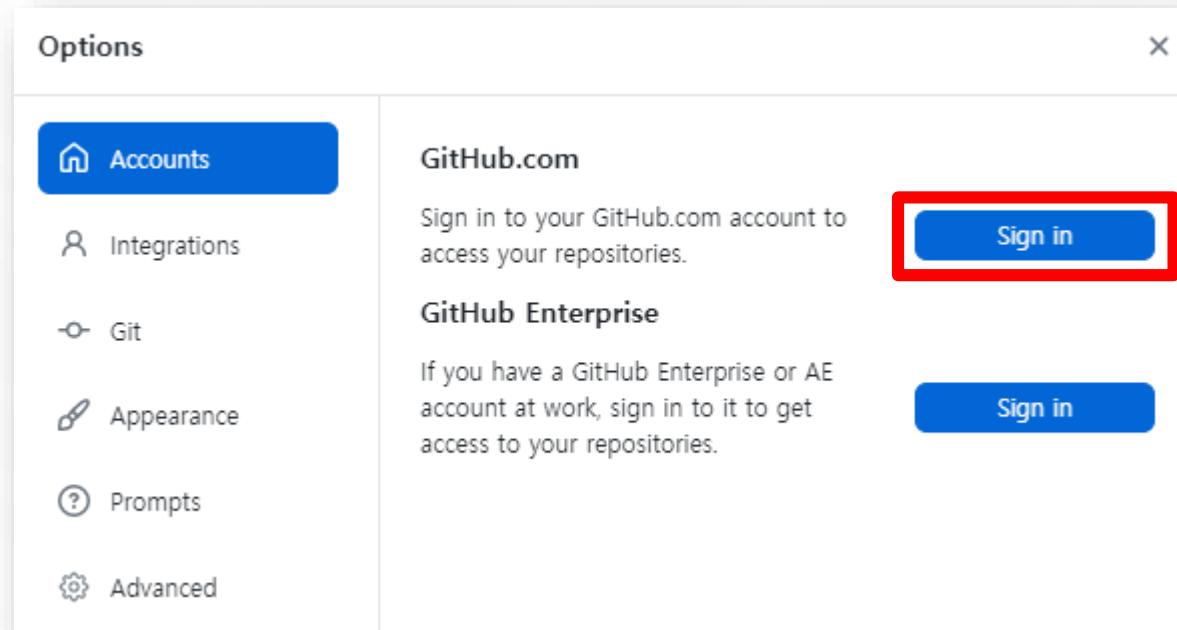 Options
Accounts
Integrations
Git
Appearance
Prompts
Advanced
GitHub.com
Sign in to your GitHub.com account to
access your repositories.
Sign in
GitHub Enterprise
If you have a GitHub Enterprise or AE
account at work, sign in to it to get
access to your repositories.
Sign in